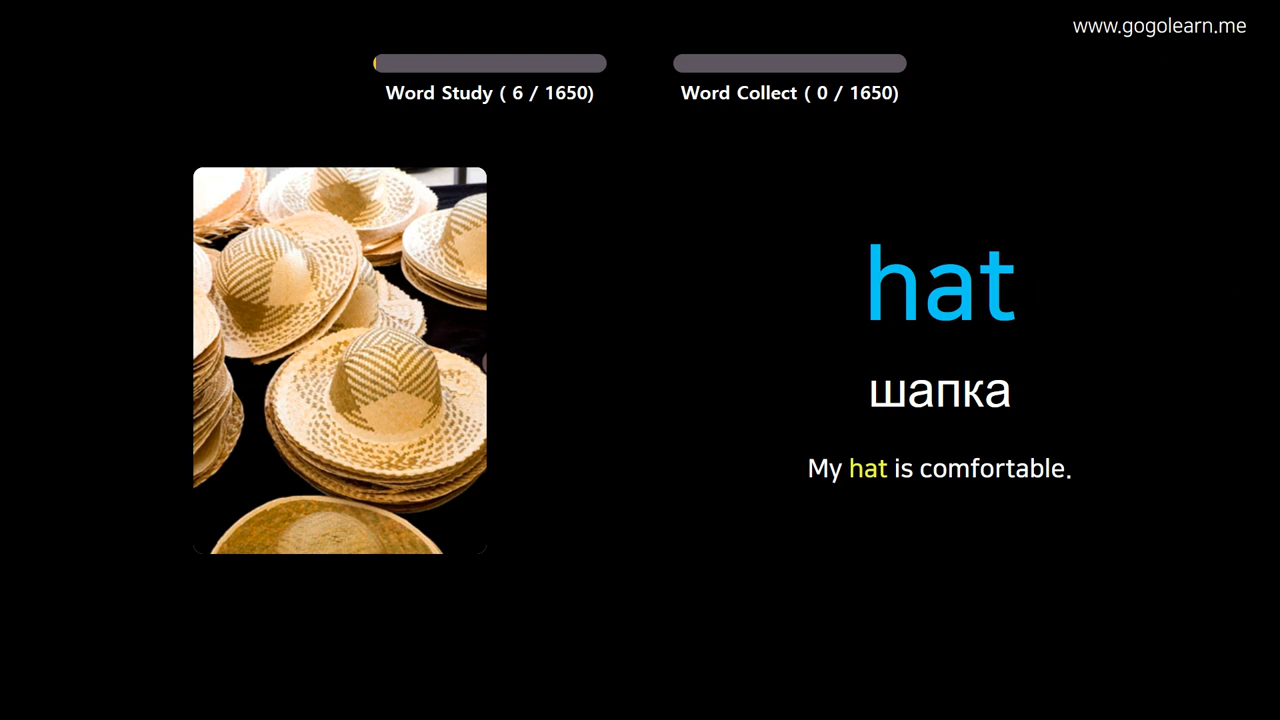 www.gogolearn.me
Word Study ( 6 / 1650)
Word Collect ( 0 / 1650)
hat
шапка
My hat is comfortable.